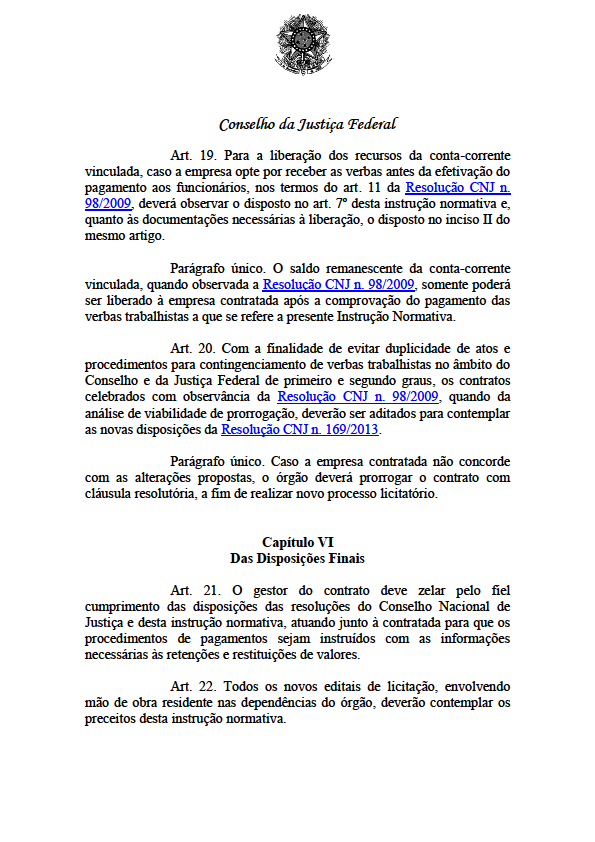 Conselho da Justiça Federal
Art. 19. Para a liberação dos recursos da conta-corrente
vinculada, caso a empresa opte por receber as verbas antes da efetivação do
pagamento aos funcionários, nos termos do art. 11 da Resolução CNJ n.
98/2009, deverá observar o disposto no art. 7º desta instrução normativa e,
quanto às documentações necessárias à liberação, o disposto no inciso II do
mesmo artigo.
Parágrafo único. O saldo remanescente da conta-corrente
vinculada, quando observada a Resolução CNJ n. 98/2009, somente poderá
ser liberado à empresa contratada após a comprovação do pagamento das
verbas trabalhistas a que se refere a presente Instrução Normativa.
Art. 20. Com a finalidade de evitar duplicidade de atos e
procedimentos para contingenciamento de verbas trabalhistas no âmbito do
Conselho e da Justiça Federal de primeiro e segundo graus, os contratos
celebrados com observância da Resolução CNJ n. 98/2009, quando da
análise de viabilidade de prorrogação, deverão ser aditados para contemplar
as novas disposições da Resolução CNJ n. 169/2013.
Parágrafo único. Caso a empresa contratada não concorde
com as alterações propostas, o órgão deverá prorrogar o contrato com
cláusula resolutória, a fim de realizar novo processo licitatório.
Capítulo VI
Das Disposições Finais
Art. 21. O gestor do contrato deve zelar pelo fiel
cumprimento das disposições das resoluções do Conselho Nacional de
Justiça e desta instrução normativa, atuando junto à contratada para que os
procedimentos de pagamentos sejam instruídos com as informações
necessárias às retenções e restituições de valores.
Art. 22. Todos os novos editais de licitação, envolvendo
mão de obra residente nas dependências do órgão, deverão contemplar os
preceitos desta instrução normativa.